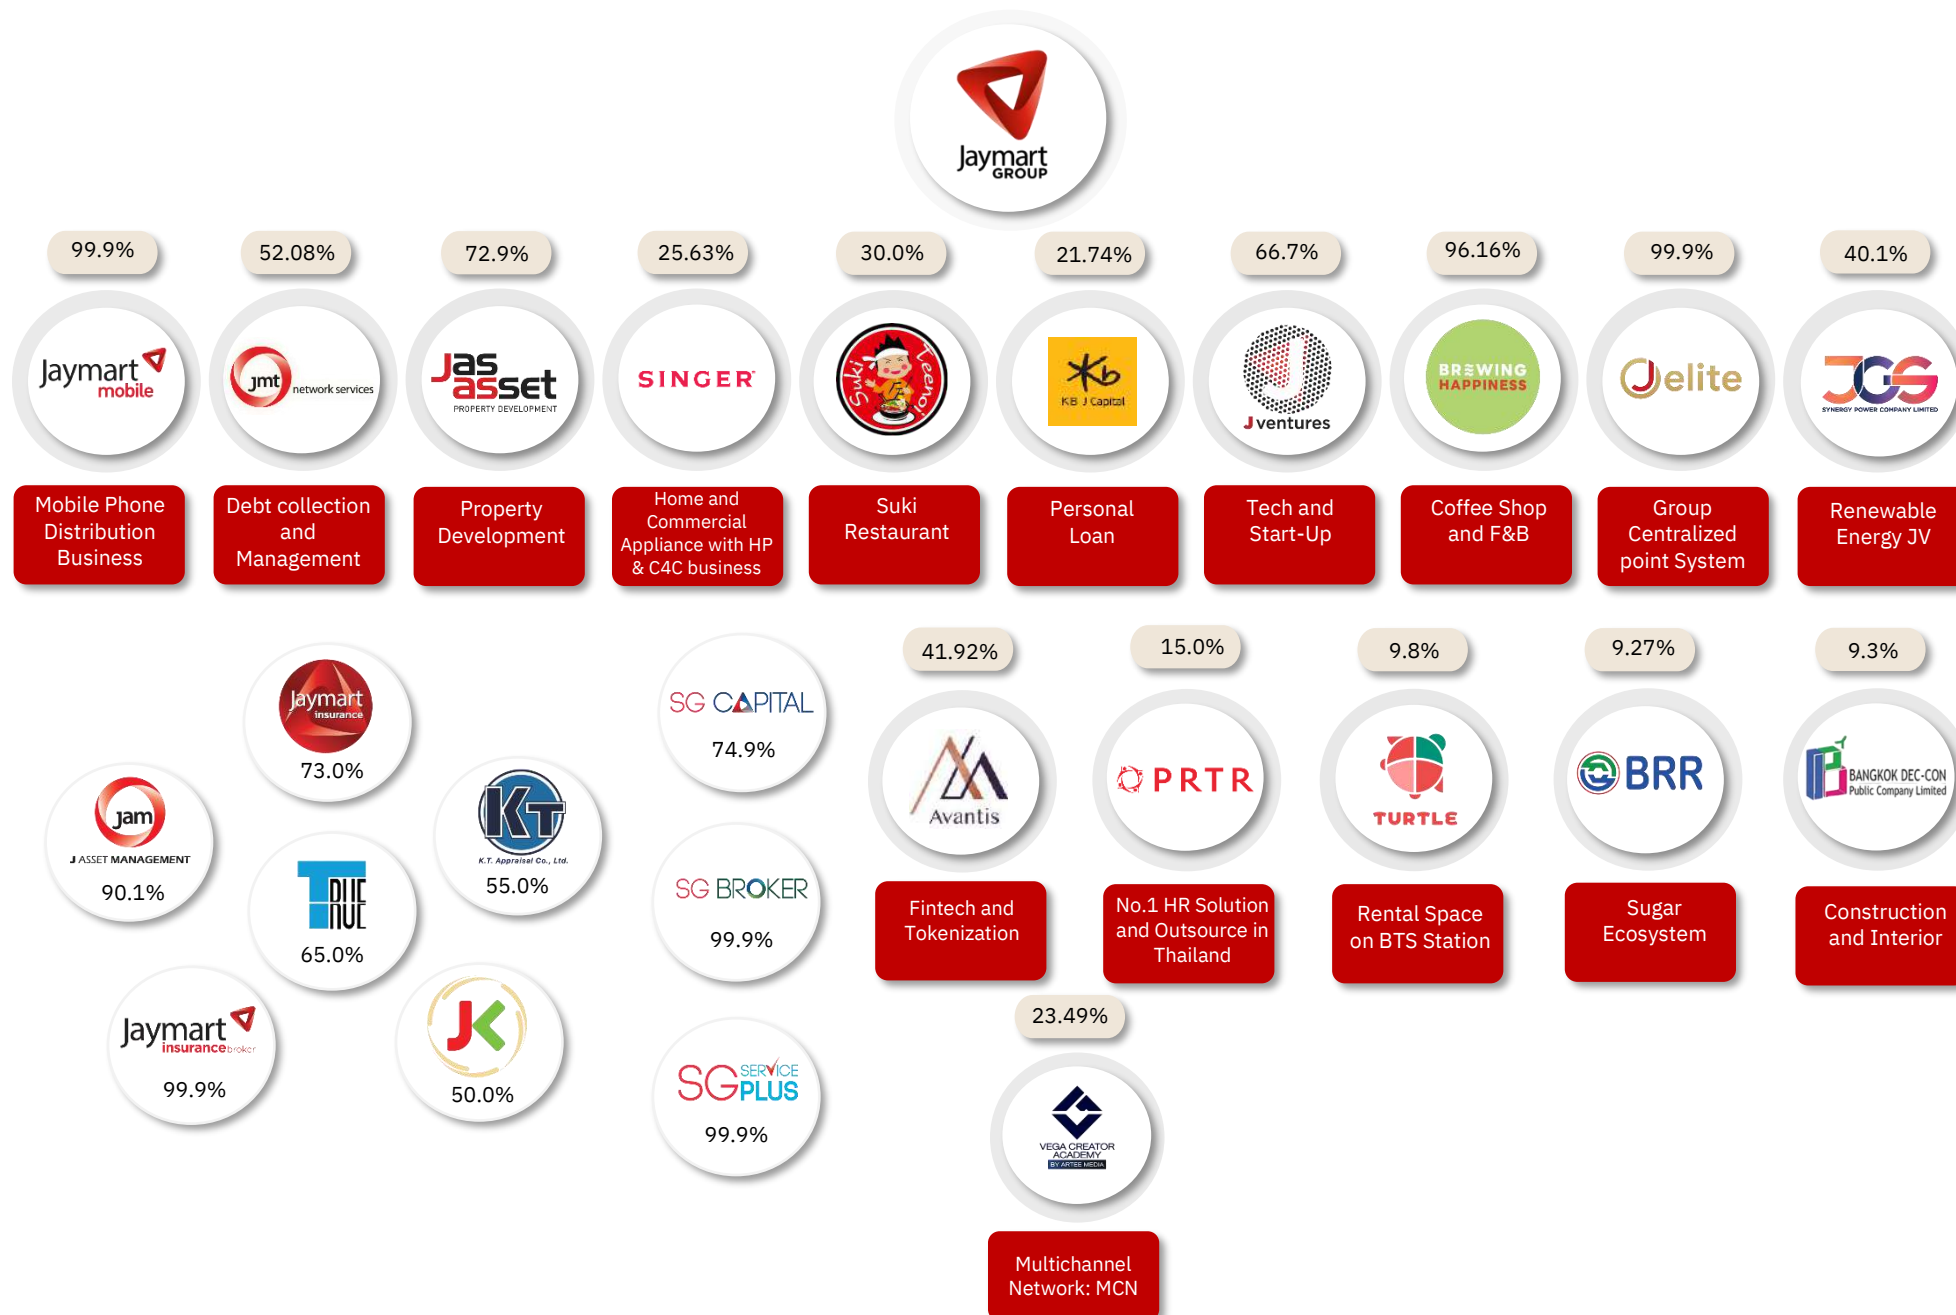 Jaymart
GROUP
99.9%
52.08%
72.9%
25.63%
30.0%
21.74%
66.7%
96.16%
99.9%
40.1%
Jaymart
mobile
jmt
network services
Jas
asset
PROPERTY DEVELOPMENT
SINGER
Suki
Teenoi
Kb
KB J Capital
J
J ventures
BREWING
HAPPINESS
Jelite
JGS
SYNERGY POWER COMPANY LIMITED
Mobile Phone
Distribution
Business
Debt collection
and
Management
Property
Development
Home and
Commercial
Appliance with HP
& C4C business
Suki
Restaurant
Personal
Loan
Tech and
Start-Up
Coffee Shop
and F&B
Group
Centralized
point System
Renewable
Energy JV
Jaymart
insurance
73.0%
jam
J ASSET MANAGEMENT
90.1%
KT
K.T. Appraisal Co., Ltd.
55.0%
TRUE
65.0%
Jaymart
insurance broker
99.9%
JK
50.0%
SG CAPITAL
74.9%
SG BROKER
99.9%
SG SERVICE
PLUS
99.9%
41.92%
15.0%
9.8%
9.27%
9.3%
Avantis
PRTR
TURTLE
BRR
BANGKOK DEC-CON
Public Company Limited
Fintech and
Tokenization
No.1 HR Solution
and Outsource in
Thailand
Rental Space
on BTS Station
Sugar
Ecosystem
Construction
and Interior
23.49%
VEGA CREATOR
ACADEMY
BY ARTEE MEDIA
Multichannel
Network: MCN